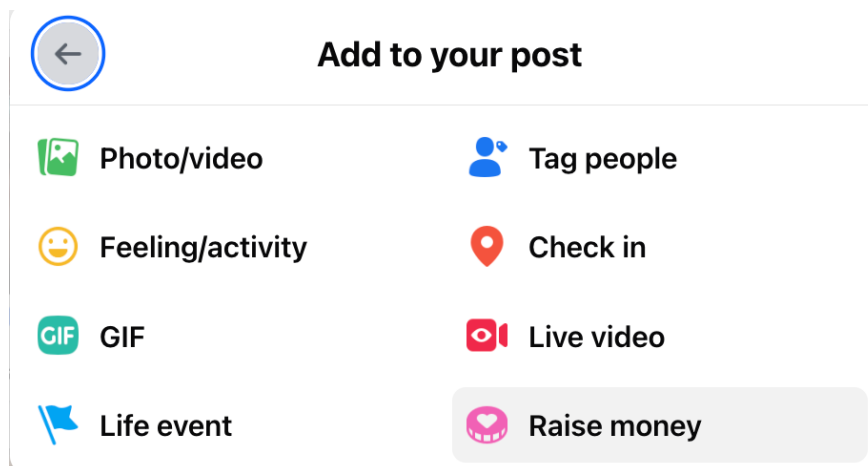 Add to your post
Photo/video
Tag people
Feeling/activity
Check in
GIF GIF
Live video
Life event
Raise money